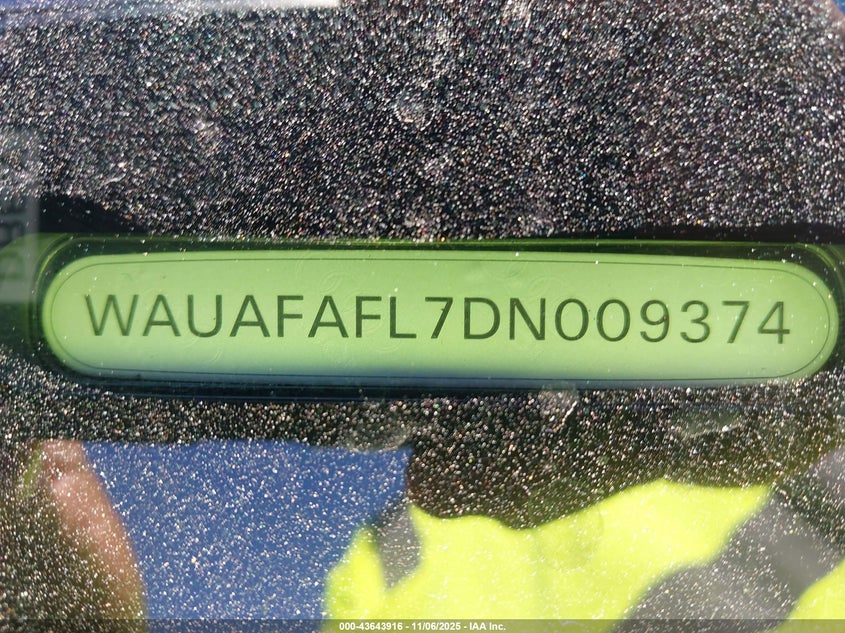 WAUAFAFL7DN009374
000-43643916 - 11/06/2025 - IAA Inc.